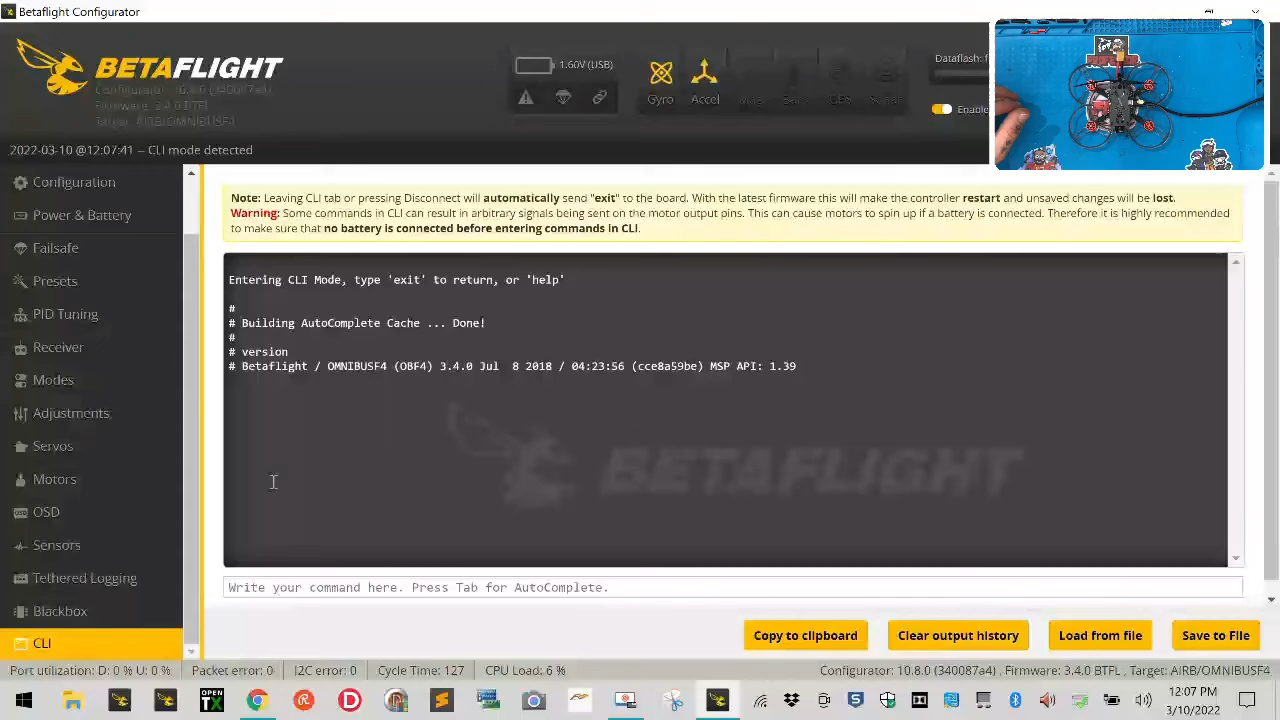 Betaflight Configurator
BETAFLIGHT
1.60V (USB)
Dataflash: f
Gyro
Accel
Enable
2022-03-10 @12:07:41 -- CLI mode detected
Configuration
Power & Battery
Failsafe
Presets
PID Tuning
Receiver
Modes
Adjustments
Servos
Motors
OSD
Sensors
Tethered Logging
Blackbox
CLI
Note: Leaving CLI tab or pressing Disconnect will automatically send "exit" to the board. With the latest firmware this will make the controller restart and unsaved changes will be lost.
Warning: Some commands in CLI can result in arbitrary signals being sent on the motor output pins. This can cause motors to spin up if a battery is connected. Therefore it is highly recommended
to make sure that no battery is connected before entering commands in CLI.
Entering CLI Mode, type 'exit' to return, or 'help'
#
# Building AutoComplete Cache ... Done!
#
# version
# Betaflight / OMNIBUSF4 (OBF4) 3.4.0 Jul  8 2018 / 04:23:56 (cce8a59be) MSP API: 1.39
BETAFLIGHT
Write your command here. Press Tab for AutoComplete.
Copy to clipboard
Clear output history
Load from file
Save to File
Port utilization: D: 0 % U: 0 %
Packet error: 0
I2C error: 0
Cycle Time: 127
CPU Load: 6 %
Configurator: 10.8.0 (340087a4), Firmware: 3.4.0 BTFL, Target: AIRB/OMNIBUSF4
OPEN
TX
12:07 PM
3/10/2022